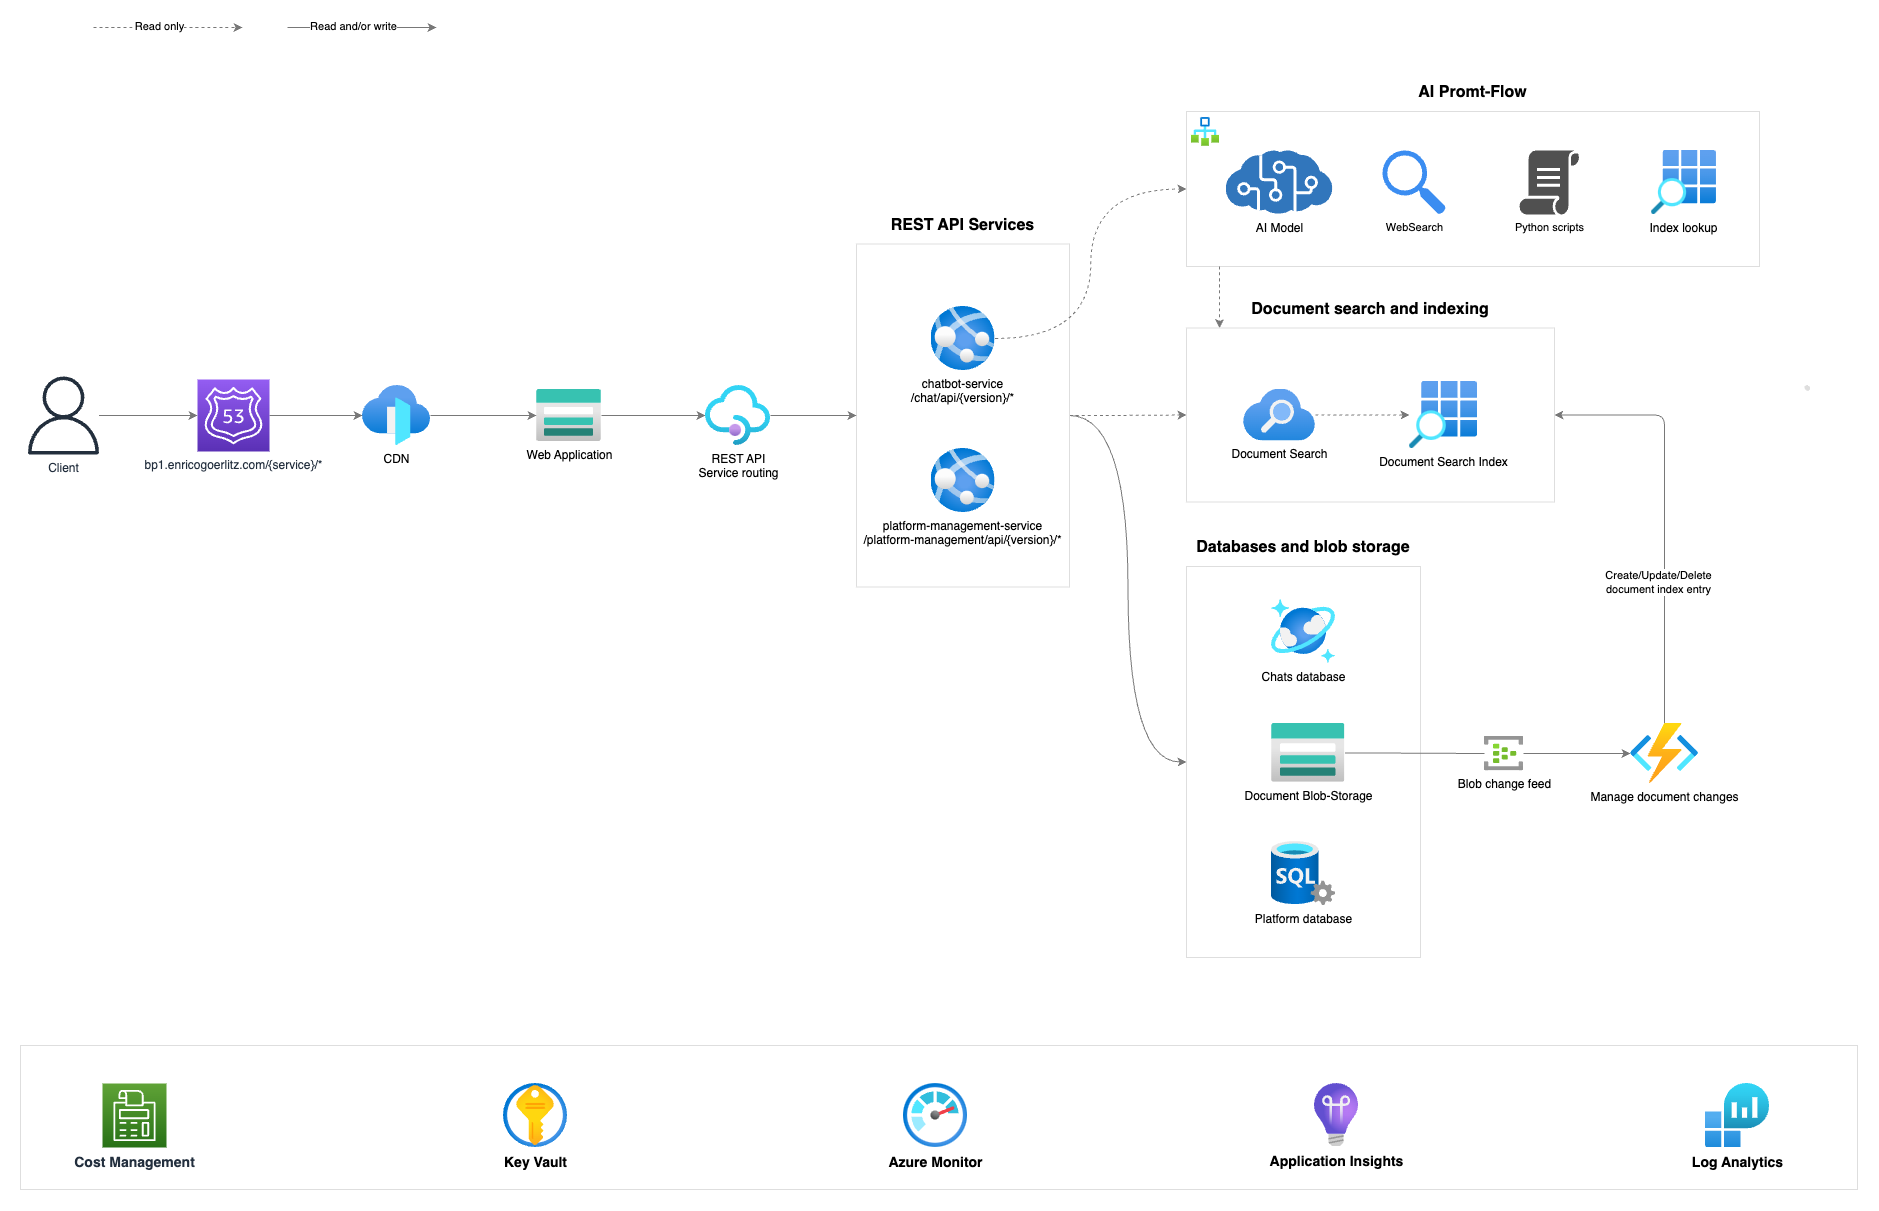 Read only
Read and/or write
AI Promt-Flow
AI Model
WebSearch
Python scripts
Index lookup
REST API Services
chatbot-service
/chat/api/{version}/*
platform-management-service
/platform-management/api/{version}/*
Document search and indexing
Document Search
Document Search Index
Client
53
bp1.enricogoerlitz.com/{service}/*
CDN
Web Application
REST API
Service routing
Databases and blob storage
Chats database
Document Blob-Storage
SQL
Platform database
Blob change feed
Manage document changes
Create/Update/Delete
document index entry
Cost Management
Key Vault
Azure Monitor
Application Insights
Log Analytics